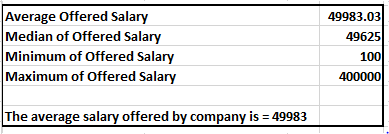 Average Offered Salary 49983.03
Median of Offered Salary 49625
Minimum of Offered Salary 100
Maximum of Offered Salary 400000
The average salary offered by company is = 49983